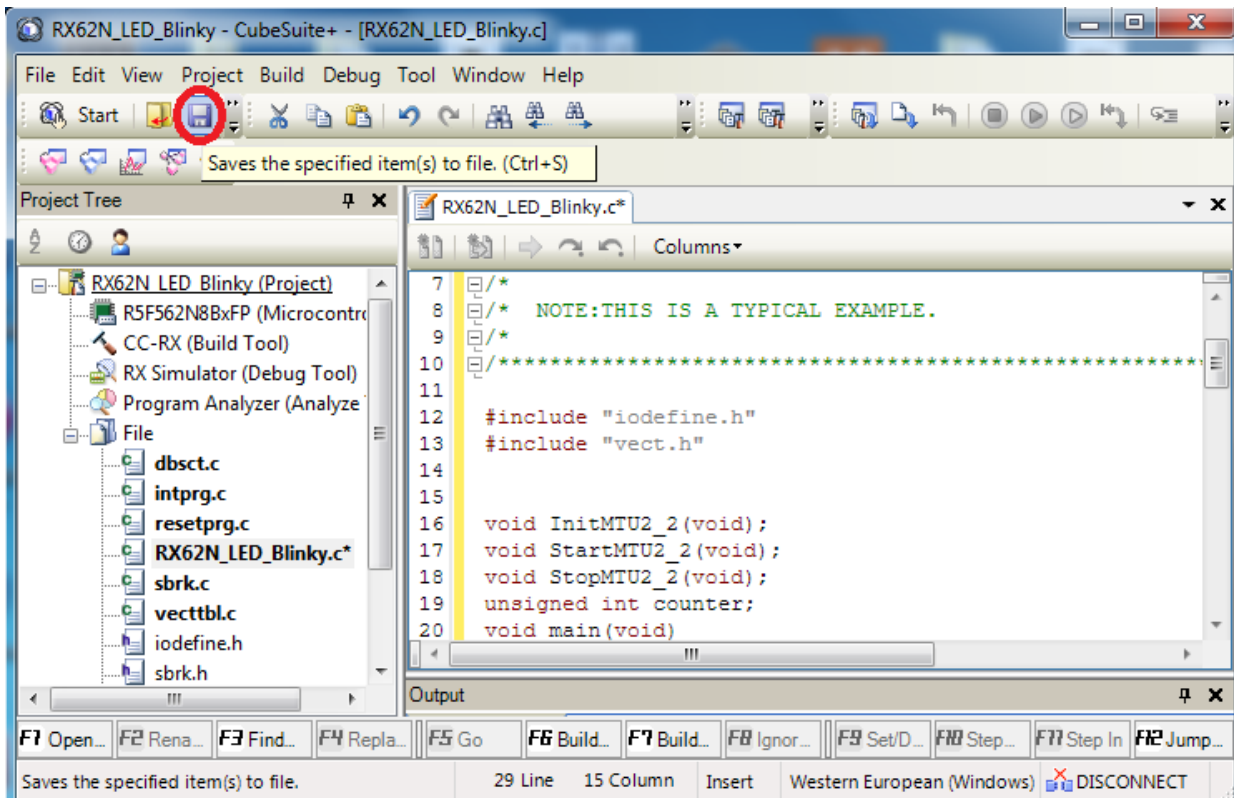 RX62N_LED_Blinky - CubeSuite+ - [RX62N_LED_Blinky.c]
File Edit View Project Build Debug Tool Window Help
Start
Saves the specified item(s) to file. (Ctrl+S)
Project Tree
RX62N_LED_Blinky (Project)
R5F562N8BxFP (Microcontro
CC-RX (Build Tool)
RX Simulator (Debug Tool)
Program Analyzer (Analyze
File
dbsct.c
intprg.c
resetprg.c
RX62N_LED_Blinky.c*
sbrk.c
vecttbl.c
iodefine.h
sbrk.h
RX62N_LED_Blinky.c*
Columns
7 /*
8 /* NOTE:THIS IS A TYPICAL EXAMPLE.
9 /*
10 /*******************************************************
11
12 #include "iodefine.h"
13 #include "vect.h"
14
15
16 void InitMTU2_2(void);
17 void StartMTU2_2(void);
18 void StopMTU2_2(void);
19 unsigned int counter;
20 void main(void)
Output
F1 Open... F2 Rena... F3 Find... F4 Repla... F5 Go F6 Build... F7 Build... F8 Ignor... F9 Set/D... F10 Step... F11 Step In F12 Jump...
Saves the specified item(s) to file. 29 Line 15 Column Insert Western European (Windows) DISCONNECT